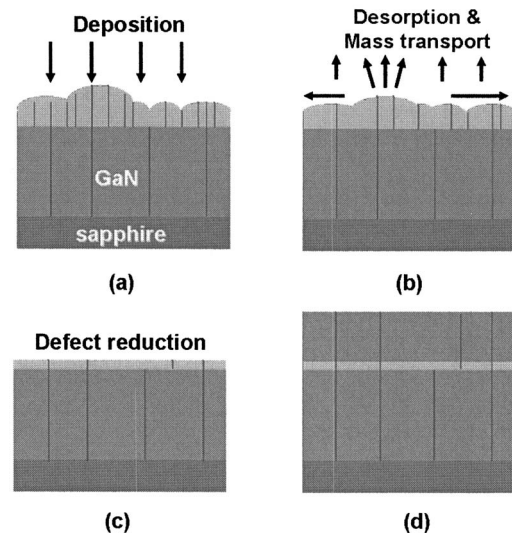 Deposition
GaN
sapphire
(a)
Desorption &
Mass transport
(b)
Defect reduction
(c)
(d)